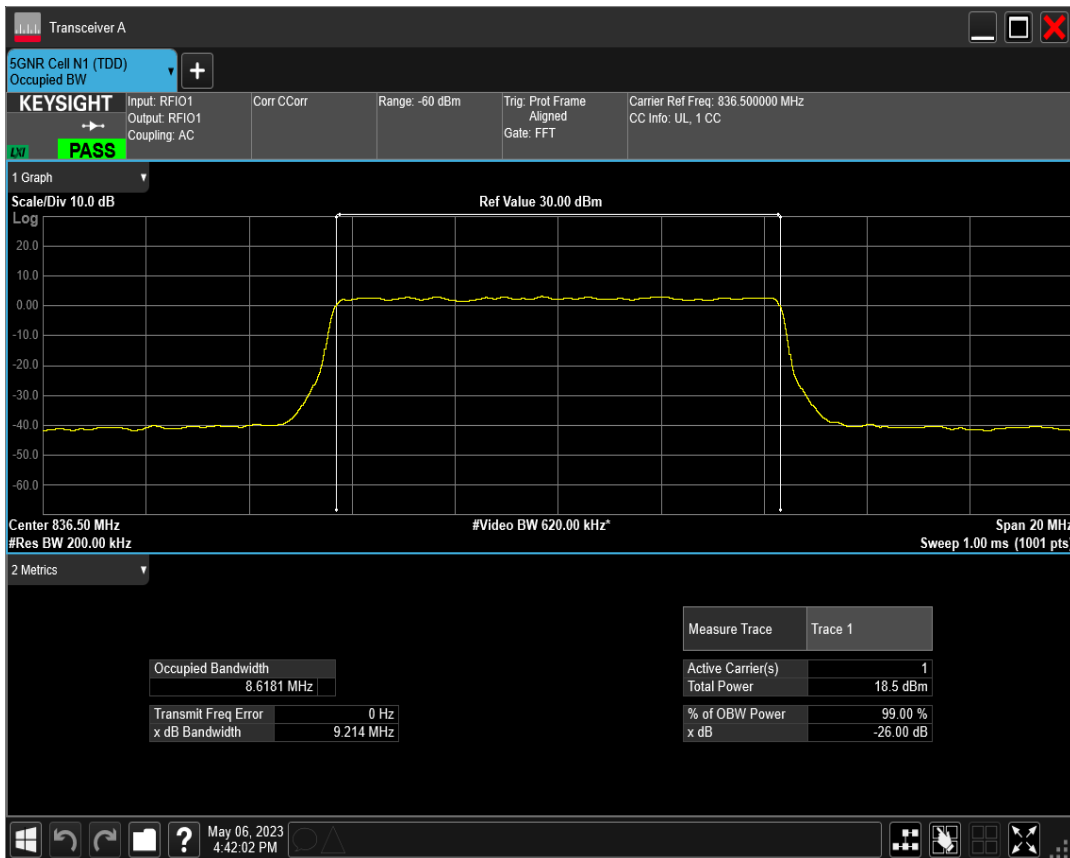 Transceiver A
5GNR Cell N1 (TDD)
Occupied BW
+
KEYSIGHT
LXI
PASS
Input: RFIO1
Output: RFIO1
Coupling: AC
Corr CCorr
Range: -60 dBm
Trig: Prot Frame
Aligned
Gate: FFT
Carrier Ref Freq: 836.500000 MHz
CC Info: UL, 1 CC
1 Graph
Scale/Div 10.0 dB
Ref Value 30.00 dBm
Log
20.0
10.0
0.00
-10.0
-20.0
-30.0
-40.0
-50.0
-60.0
Center 836.50 MHz
#Video BW 620.00 kHz*
Span 20 MHz
#Res BW 200.00 kHz
Sweep 1.00 ms (1001 pts)
2 Metrics
Measure Trace Trace 1
Occupied Bandwidth
8.6181 MHz
Transmit Freq Error 0 Hz
x dB Bandwidth 9.214 MHz
Active Carrier(s) 1
Total Power 18.5 dBm
% of OBW Power 99.00 %
x dB -26.00 dB
?
May 06, 2023
4:42:02 PM